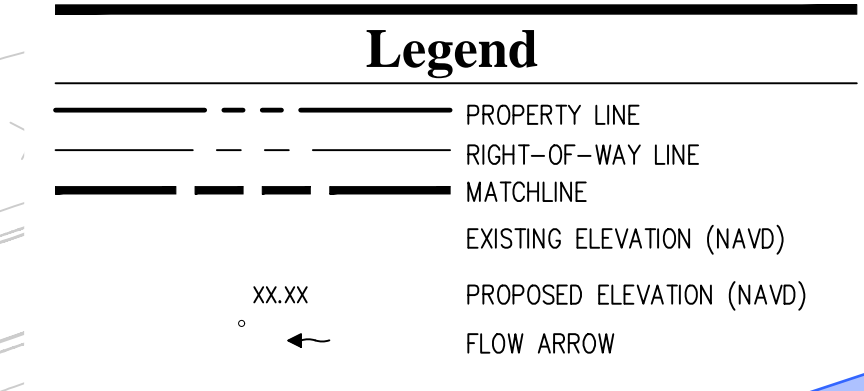 Legend
PROPERTY LINE
RIGHT-OF-WAY LINE
MATCHLINE
EXISTING ELEVATION (NAVD)
XX.XX PROPOSED ELEVATION (NAVD)
FLOW ARROW